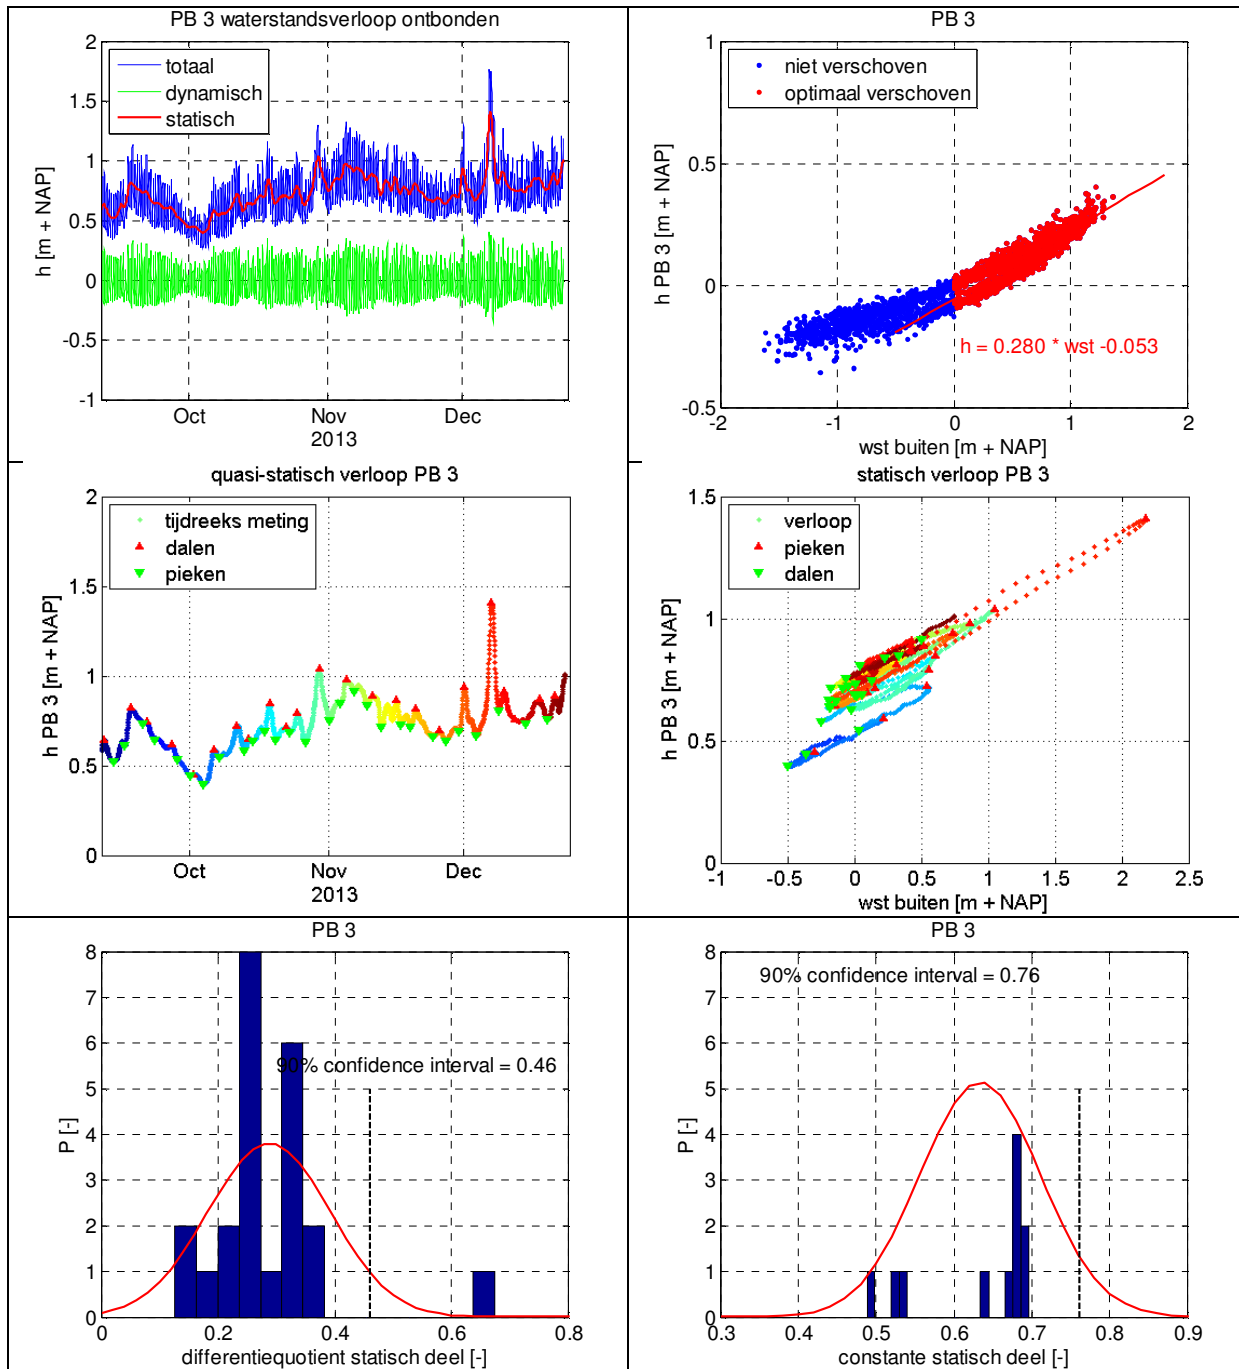 PB 3 waterstandsverloop ontbonden
totaal
dynamisch
statisch
2
1.5
1
0.5
0
-0.5
-1
h [m + NAP]
Oct
Nov
Dec
2013
PB 3
niet verschoven
optimaal verschoven
1
0.5
0
-0.5
h PB 3 [m + NAP]
h = 0.280 * wst -0.053
-2
-1
0
1
2
wst buiten [m + NAP]
quasi-statisch verloop PB 3
tijdreeks meting
dalen
pieken
2
1.5
1
0.5
0
h PB 3 [m + NAP]
Oct
Nov
Dec
2013
statisch verloop PB 3
verloop
pieken
dalen
1.5
1
0.5
0
h PB 3 [m + NAP]
-1
-0.5
0
0.5
1
1.5
2
2.5
wst buiten [m + NAP]
PB 3
8
7
6
5
4
3
2
1
0
P [-]
90% confidence interval = 0.46
0
0.2
0.4
0.6
0.8
differentiequotient statisch deel [-]
PB 3
8
7
6
5
4
3
2
1
0
P [-]
90% confidence interval = 0.76
0.3
0.4
0.5
0.6
0.7
0.8
0.9
constante statisch deel [-]